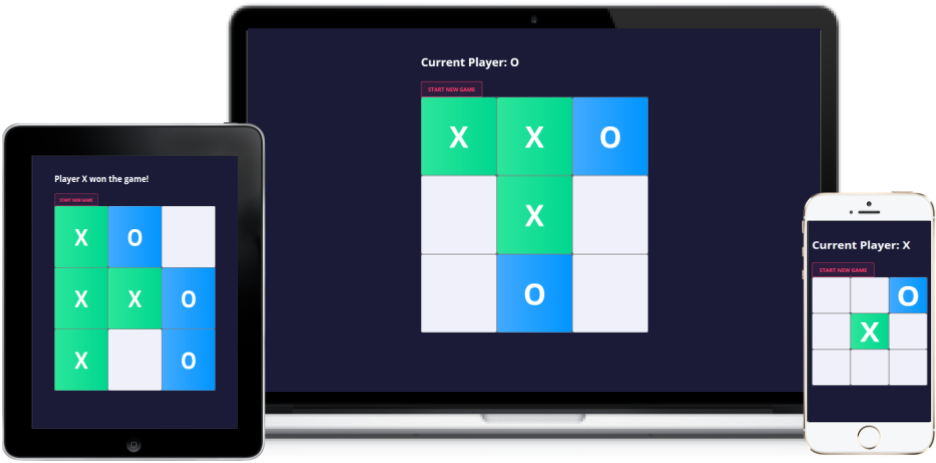 Player X won the game!
START NEW GAME
X O
X X O
X O
Current Player: O
START NEW GAME
X X O
X
O
Current Player: X
START NEW GAME
O
X